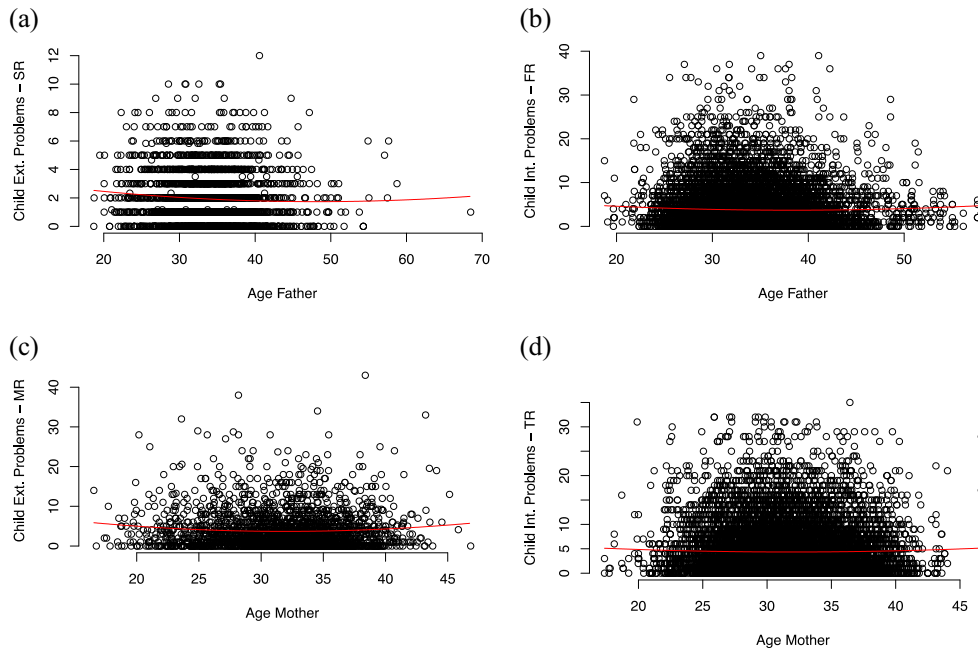 (a)
Child Ext. Problems – SR
0 2 4 6 8 10 12
20 30 40 50 60 70
Age Father
(b)
Child Int. Problems – FR
0 10 20 30 40
20 30 40 50
Age Father
(c)
Child Ext. Problems – MR
0 10 20 30 40
20 25 30 35 40 45
Age Mother
(d)
Child Int. Problems – TR
0 5 10 20 30
20 25 30 35 40 45
Age Mother